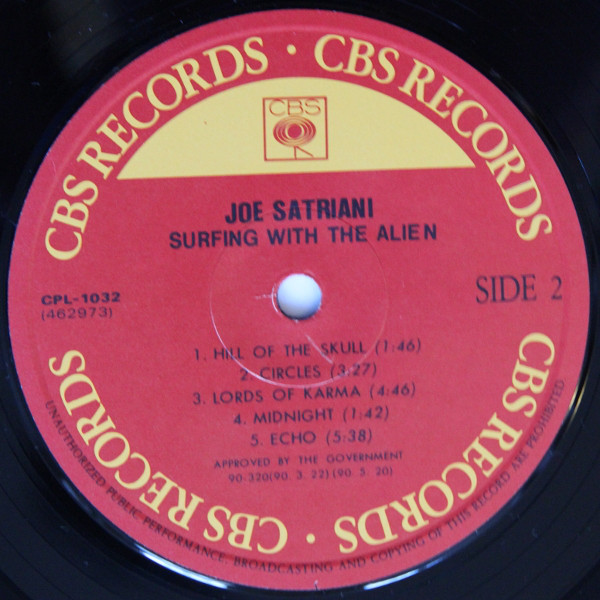 CBS RECORDS · CBS RECORDS
CBS
JOE SATRIANI
SURFING WITH THE ALIEN
CPL-1032
(462973)
SIDE 2
1. HILL OF THE SKULL (1:46)
2. CIRCLES (3:27)
3. LORDS OF KARMA (4:46)
4. MIDNIGHT (1:42)
5. ECHO (5:38)
APPROVED BY THE GOVERNMENT
90-320(90. 3. 22)(90. 3. 20)
CBS RECORDS · CBS RECORDS
UNAUTHORIZED PUBLIC PERFORMANCE, BROADCASTING AND COPYING OF THIS RECORD ARE PROHIBITED